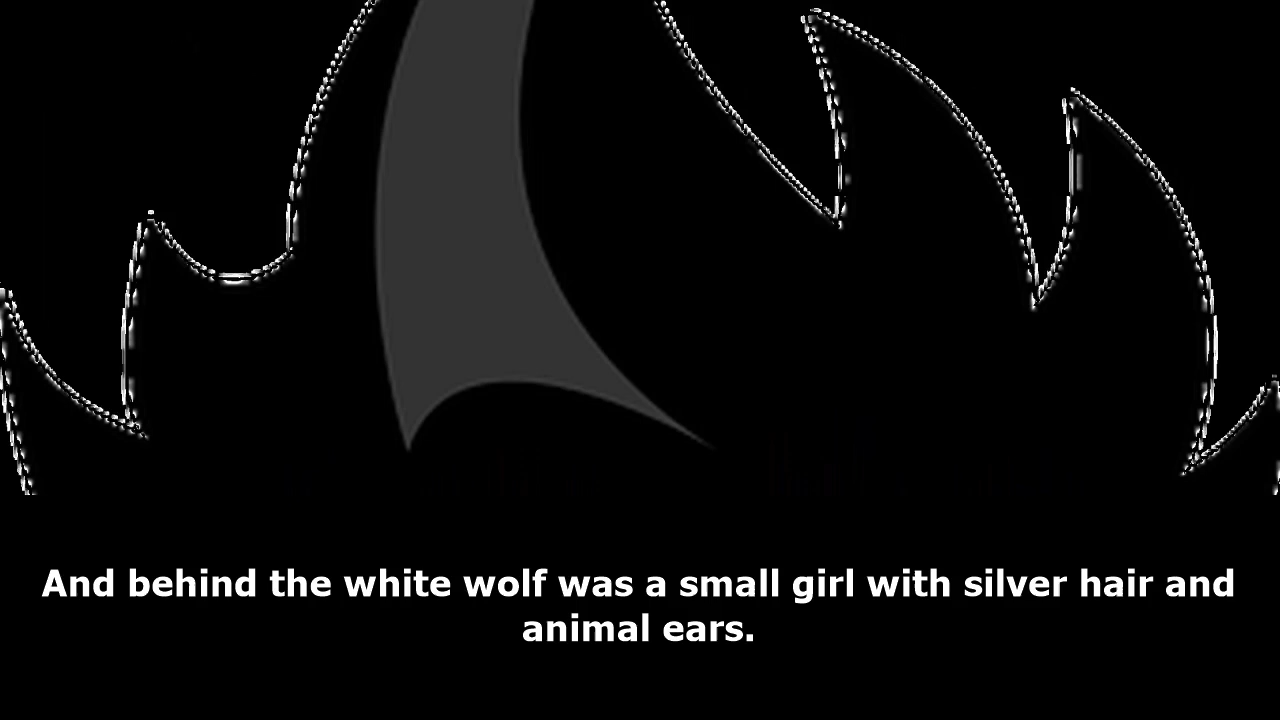 And behind the white wolf was a small girl with silver hair and
animal ears.